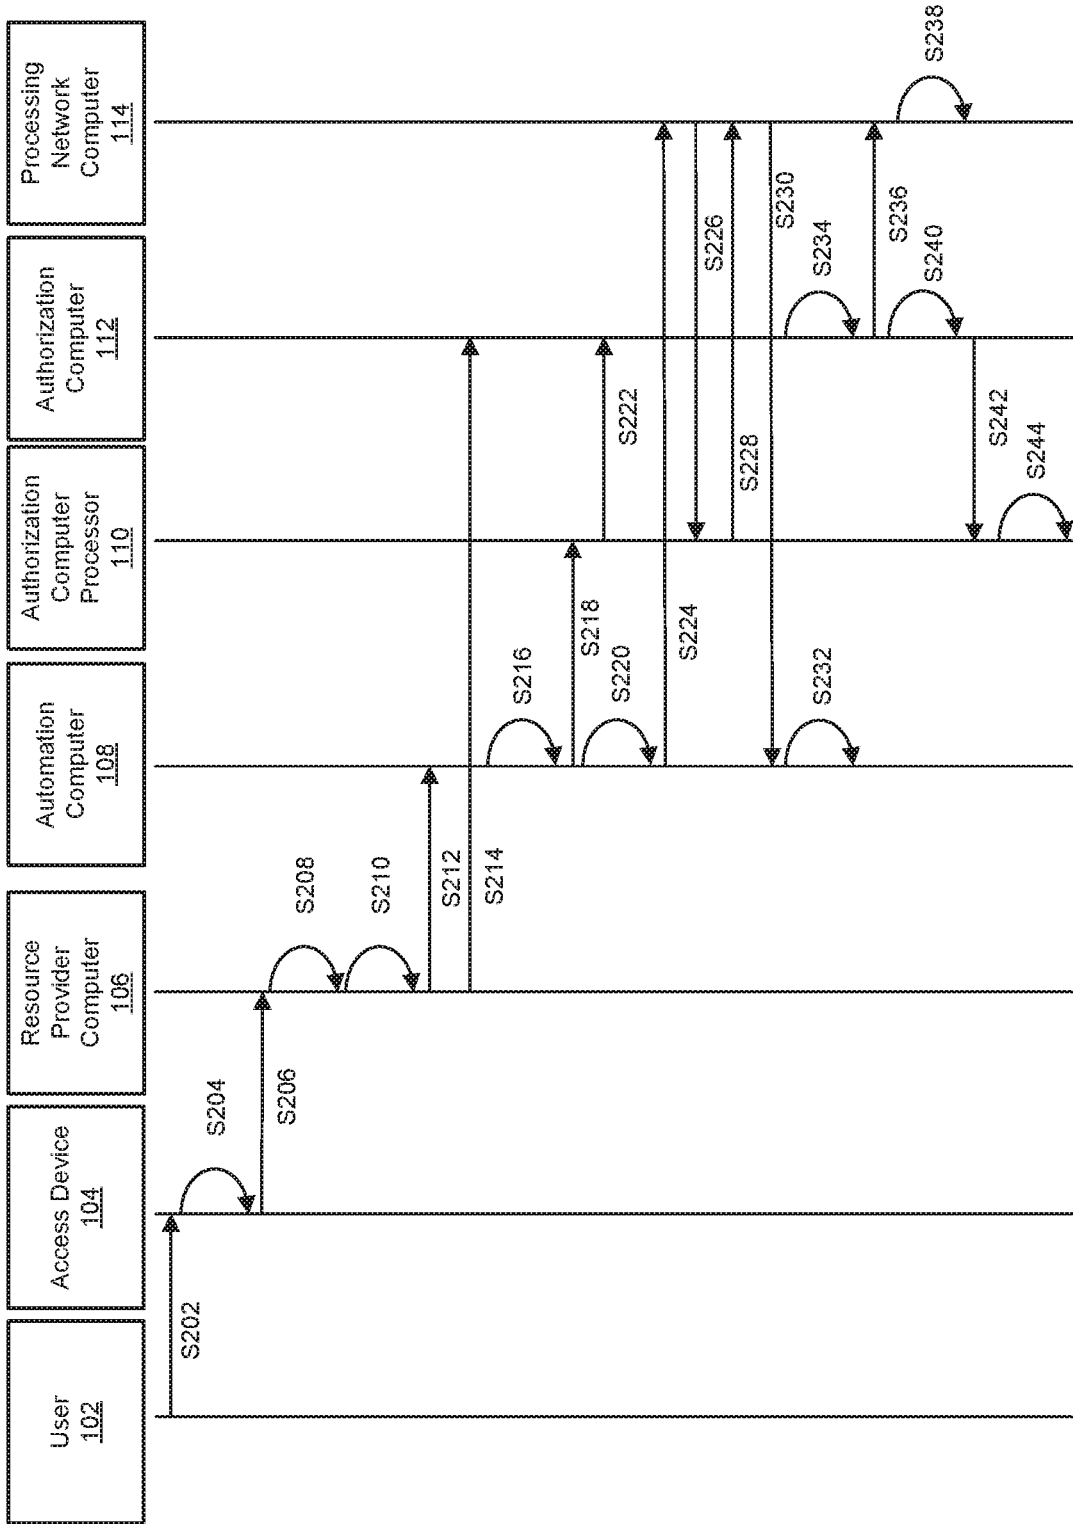 User
102
Access Device
104
Resource
Provider
Computer
106
Automation
Computer
108
Authorization
Computer
Processor
110
Authorization
Computer
112
Processing
Network
Computer
114
S202
S204
S206
S208
S210
S212
S214
S216
S218
S220
S222
S224
S226
S228
S230
S232
S234
S236
S238
S240
S242
S244